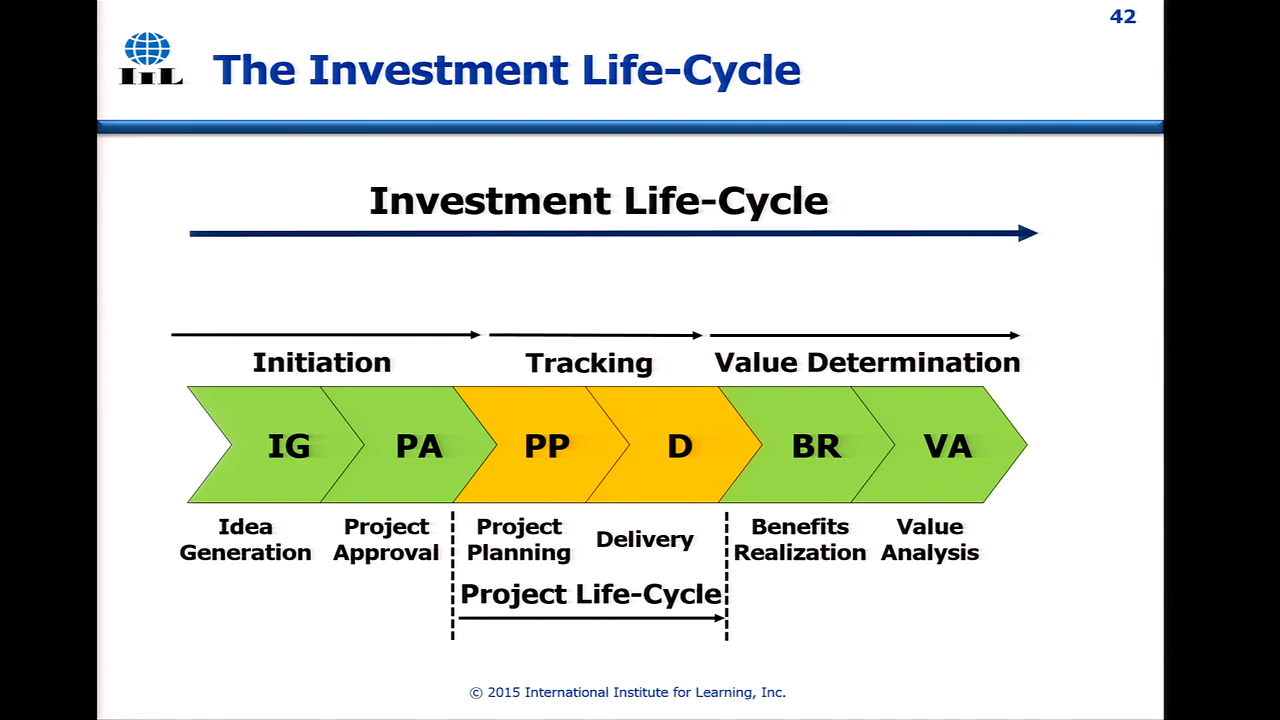 42
IIL
The Investment Life-Cycle
Investment Life-Cycle
Initiation
Tracking
Value Determination
IG
PA
PP
D
BR
VA
Idea
Generation
Project
Approval
Project
Planning
Delivery
Benefits
Realization
Value
Analysis
Project Life-Cycle
© 2015 International Institute for Learning, Inc.